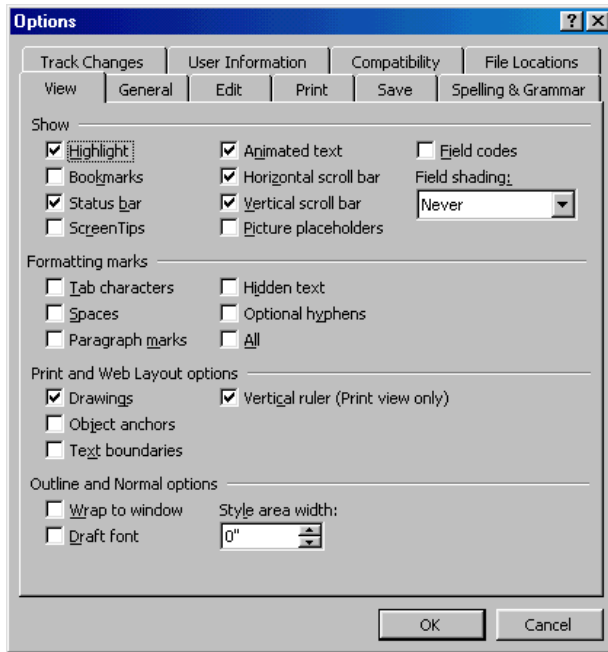 Options
Track Changes User Information Compatibility File Locations
View General Edit Print Save Spelling & Grammar
Show
Highlight Animated text Field codes
Bookmarks Horizontal scroll bar Field shading:
Status bar Vertical scroll bar Never
ScreenTips Picture placeholders
Formatting marks
Tab characters Hidden text
Spaces Optional hyphens
Paragraph marks All
Print and Web Layout options
Drawings Vertical ruler (Print view only)
Object anchors
Text boundaries
Outline and Normal options
Wrap to window Style area width:
Draft font 0"
OK Cancel